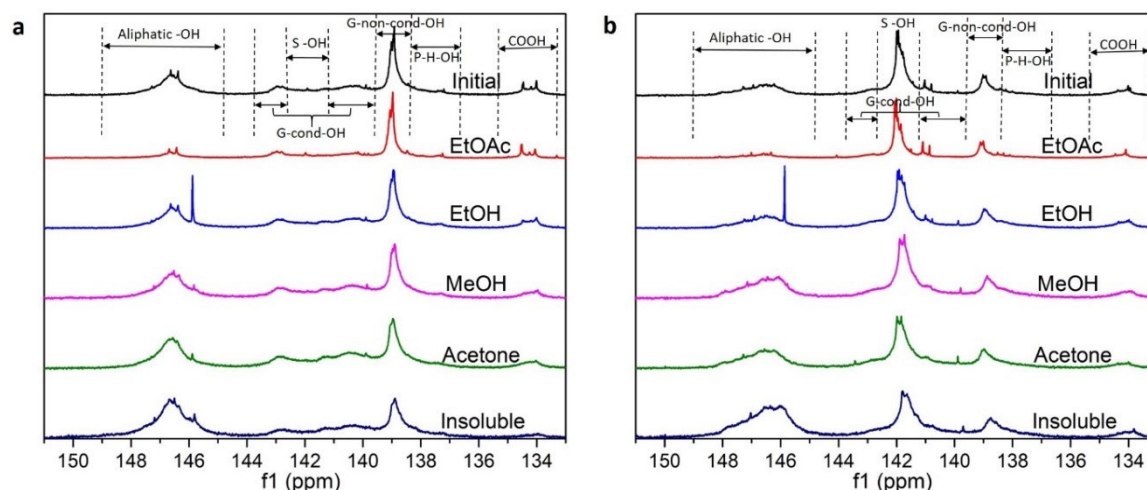 a
Aliphatic -OH
S -OH
G-non-cond-OH
P-H-OH
COOH
Initial
G-cond-OH
EtOAc
EtOH
MeOH
Acetone
Insoluble
150 148 146 144 142 140 138 136 134
f1 (ppm)
b
Aliphatic -OH
S -OH
G-non-cond-OH
P-H-OH
COOH
Initial
G-cond-OH
EtOAc
EtOH
MeOH
Acetone
Insoluble
150 148 146 144 142 140 138 136 134
f1 (ppm)